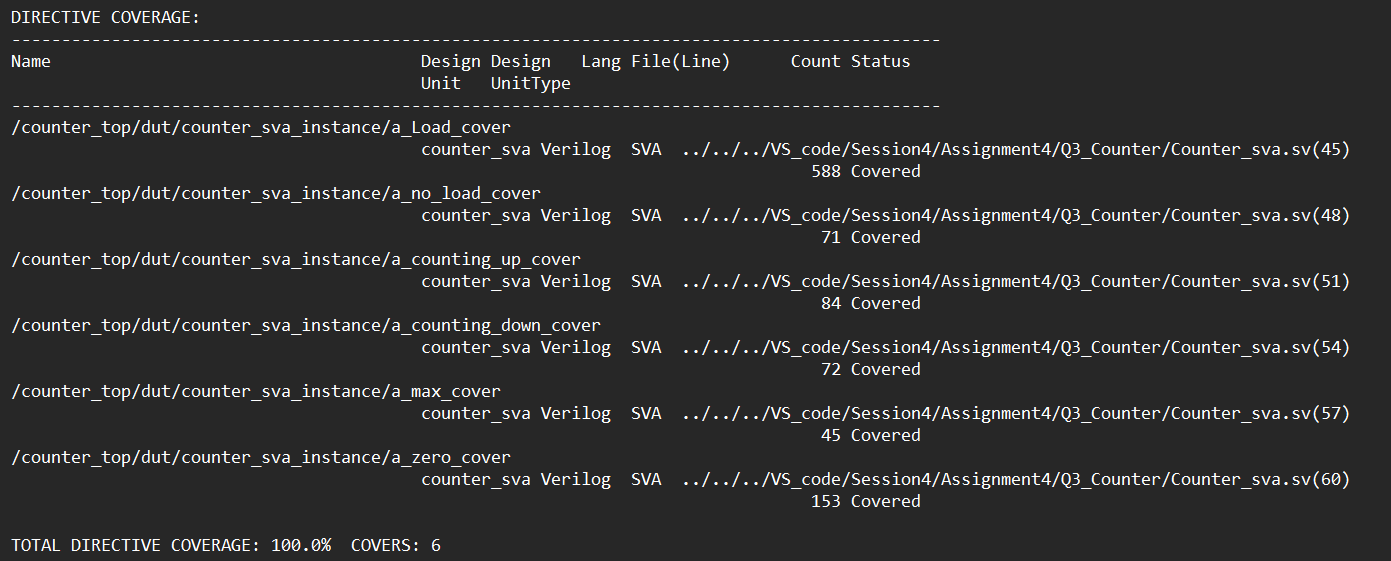 DIRECTIVE COVERAGE:
---------------------------------------------------------------------------------------------
Name                                     Design Design   Lang File(Line)      Count Status
                                         Unit   UnitType
---------------------------------------------------------------------------------------------
/counter_top/dut/counter_sva_instance/a_Load_cover
                                         counter_sva Verilog  SVA  ../../../VS_code/Session4/Assignment4/Q3_Counter/Counter_sva.sv(45)
                                                                                588 Covered
/counter_top/dut/counter_sva_instance/a_no_load_cover
                                         counter_sva Verilog  SVA  ../../../VS_code/Session4/Assignment4/Q3_Counter/Counter_sva.sv(48)
                                                                                 71 Covered
/counter_top/dut/counter_sva_instance/a_counting_up_cover
                                         counter_sva Verilog  SVA  ../../../VS_code/Session4/Assignment4/Q3_Counter/Counter_sva.sv(51)
                                                                                 84 Covered
/counter_top/dut/counter_sva_instance/a_counting_down_cover
                                         counter_sva Verilog  SVA  ../../../VS_code/Session4/Assignment4/Q3_Counter/Counter_sva.sv(54)
                                                                                 72 Covered
/counter_top/dut/counter_sva_instance/a_max_cover
                                         counter_sva Verilog  SVA  ../../../VS_code/Session4/Assignment4/Q3_Counter/Counter_sva.sv(57)
                                                                                 45 Covered
/counter_top/dut/counter_sva_instance/a_zero_cover
                                         counter_sva Verilog  SVA  ../../../VS_code/Session4/Assignment4/Q3_Counter/Counter_sva.sv(60)
                                                                                153 Covered
TOTAL DIRECTIVE COVERAGE: 100.0%  COVERS: 6